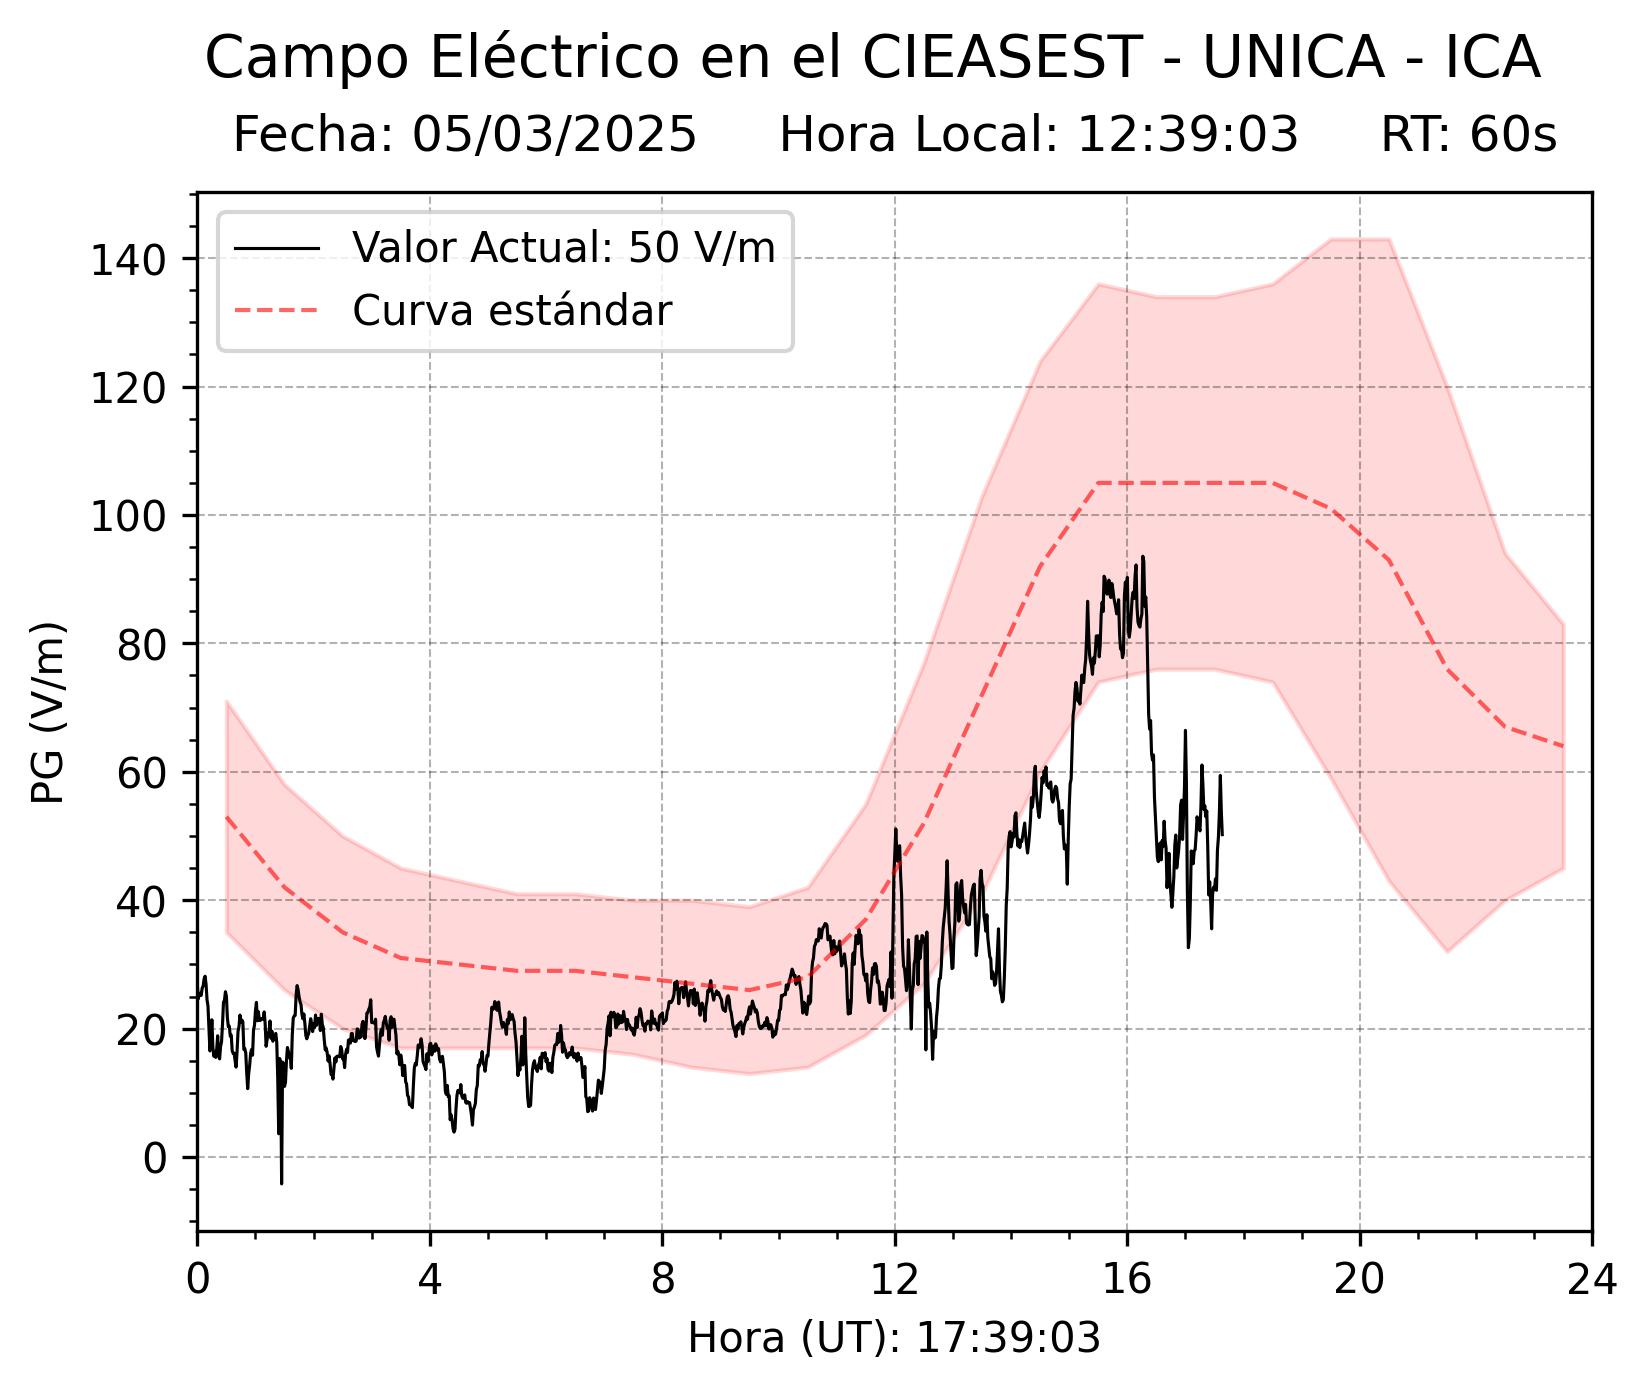 Campo Eléctrico en el CIEASEST - UNICA - ICA
Fecha: 05/03/2025 Hora Local: 12:39:03 RT: 60s
Valor Actual: 50 V/m
Curva estándar
140
120
100
80
60
40
20
0
PG (V/m)
0 4 8 12 16 20 24
Hora (UT): 17:39:03